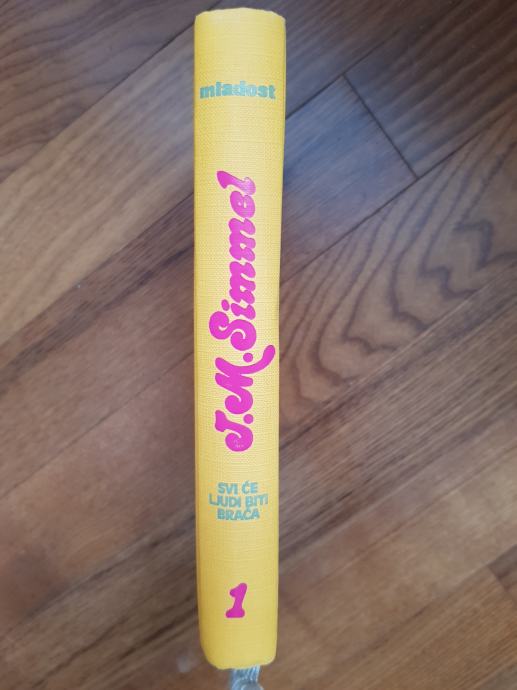 mladost
J.M. Simmel
SVI ĆE
LJUDI BITI
BRAĆA
1